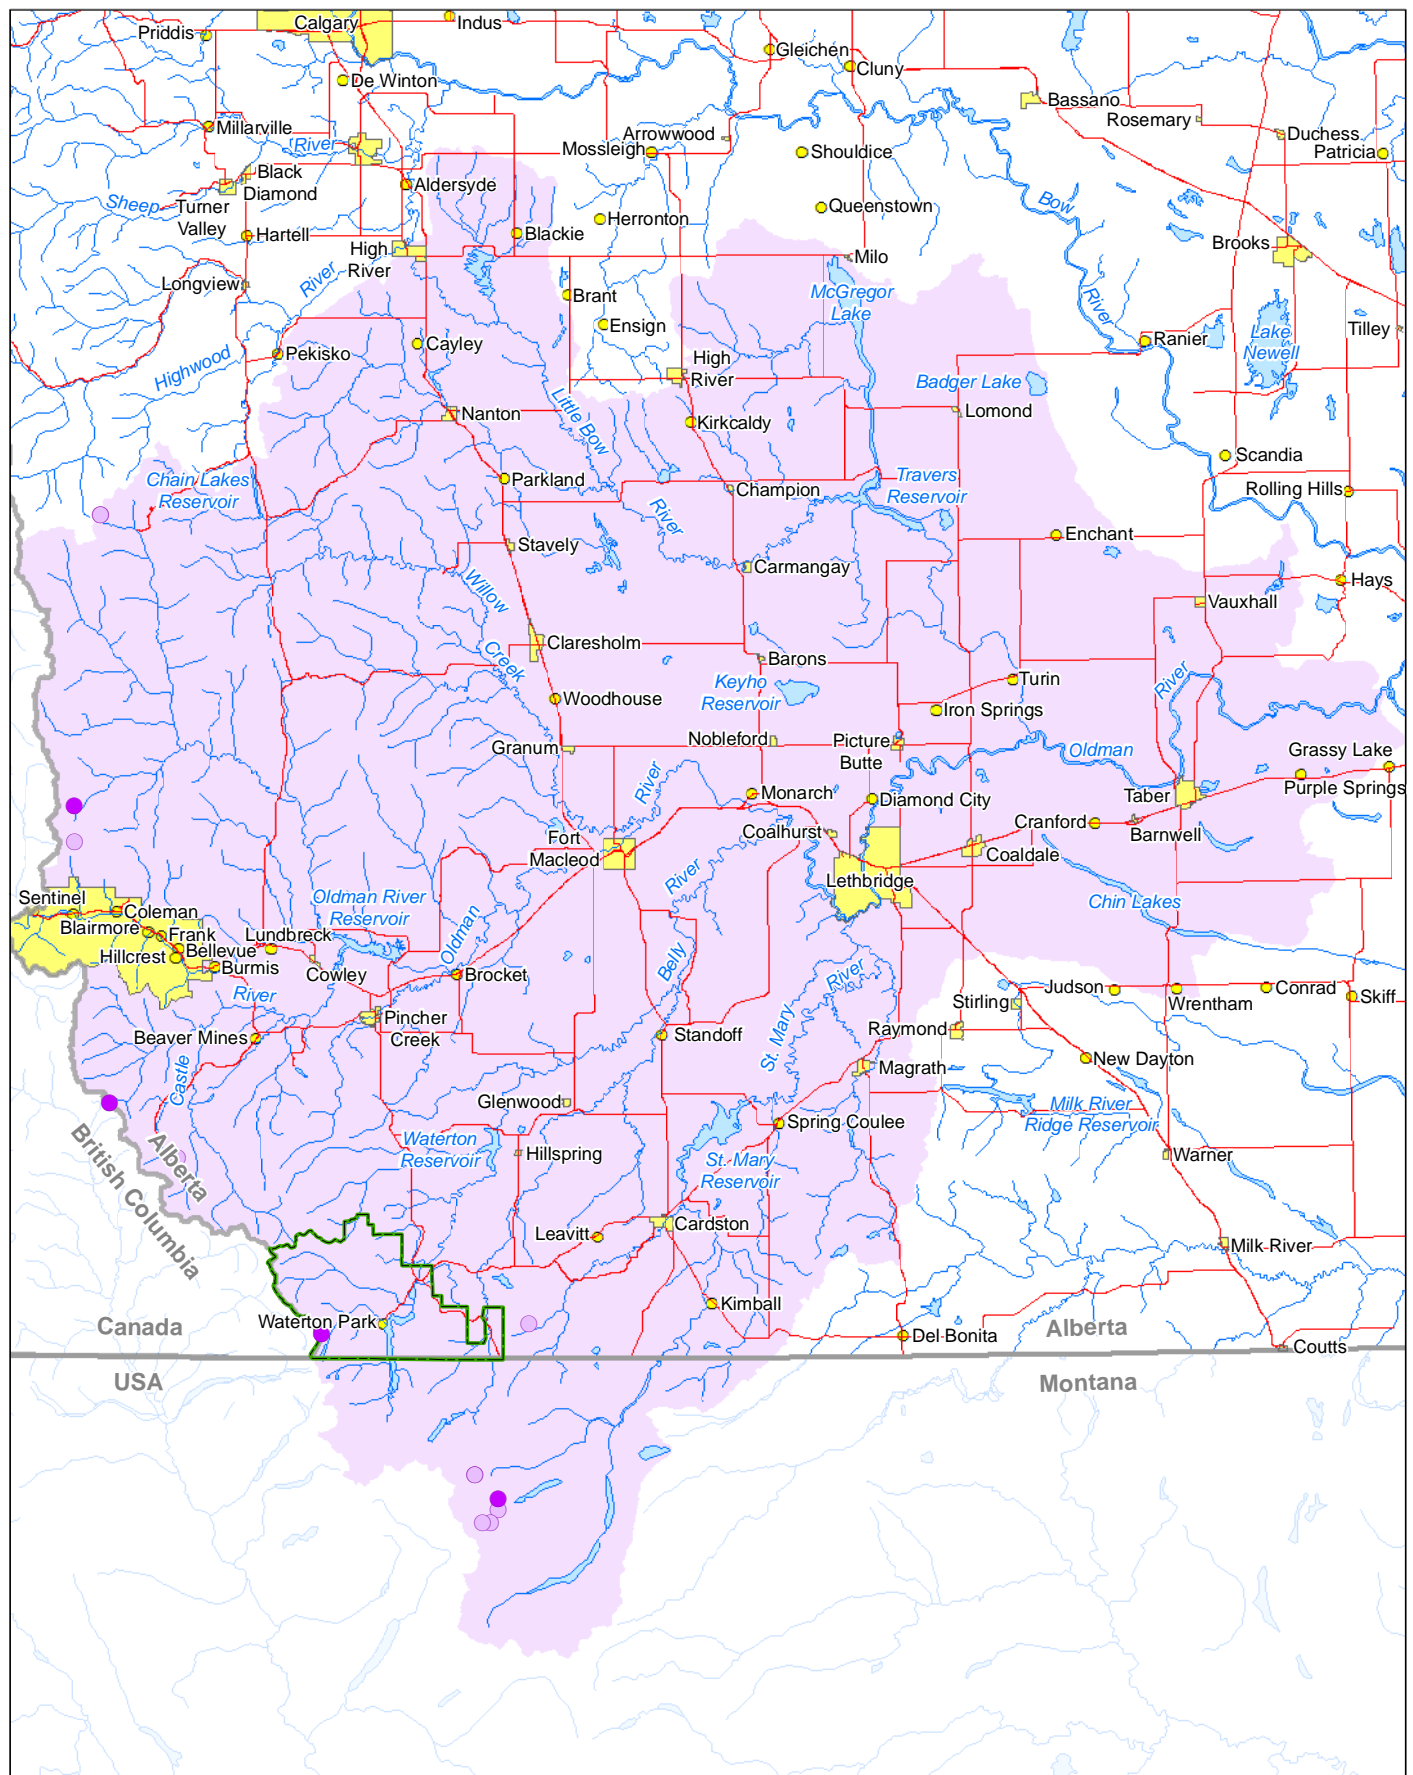 Calgary
Indus
Priddis
Gleichen
Cluny
De Winton
Bassano
Rosemary
Millarville
Arrowwood
Duchess
River
Mossleigh
Shouldice
Patricia
Black
Diamond
Aldersyde
Sheep
Turner
Valley
Bow
Queenstown
Herronton
Hartell
Blackie
High
River
Brooks
Milo
River
Longview
Brant
McGregor
Lake
River
Ensign
Lake
Newell
Tilley
Ranier
Cayley
Pekisko
Highwood
High
River
Badger Lake
Little Bow
Nanton
Lomond
Kirkcaldy
Scandia
Chain Lakes
Reservoir
Parkland
Travers
Reservoir
Champion
Rolling Hills
River
Enchant
Stavely
Carmangay
Hays
Willow
Vauxhall
Claresholm
Creek
Barons
Turin
River
Keyho
Reservoir
Woodhouse
Iron Springs
Granum
Nobleford
Picture
Butte
Oldman
Grassy Lake
River
Purple Springs
Monarch
Diamond City
Taber
Coalhurst
Cranford
Barnwell
Fort
Macleod
Coaldale
River
Lethbridge
Sentinel
Oldman River
Reservoir
Chin Lakes
Coleman
Blairmore
Frank
Lundbreck
Oldman
Bellevue
Hillcrest
Burmis
Cowley
Brocket
Belly
River
River
Judson
Conrad
Stirling
Wrentham
Skiff
Pincher
Creek
St. Mary
Raymond
Beaver Mines
Standoff
New Dayton
Magrath
Castle
Glenwood
Milk River
Ridge Reservoir
Spring Coulee
Waterton
Reservoir
Hillspring
Alberta
British Columbia
St. Mary
Reservoir
Warner
Leavitt
Cardston
Milk River
Kimball
Waterton Park
Canada
Alberta
Del Bonita
Coutts
USA
Montana